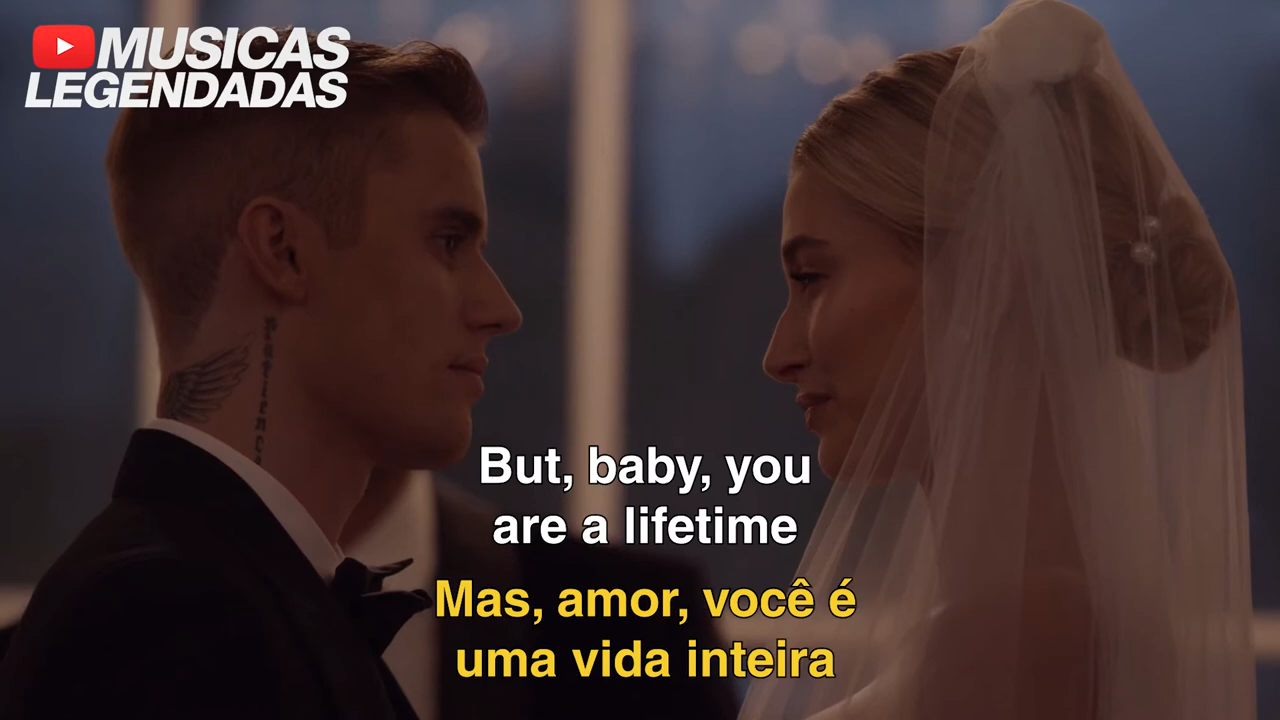 MUSICAS
LEGENDADAS
But, baby, you
are a lifetime
Mas, amor, você é
uma vida inteira